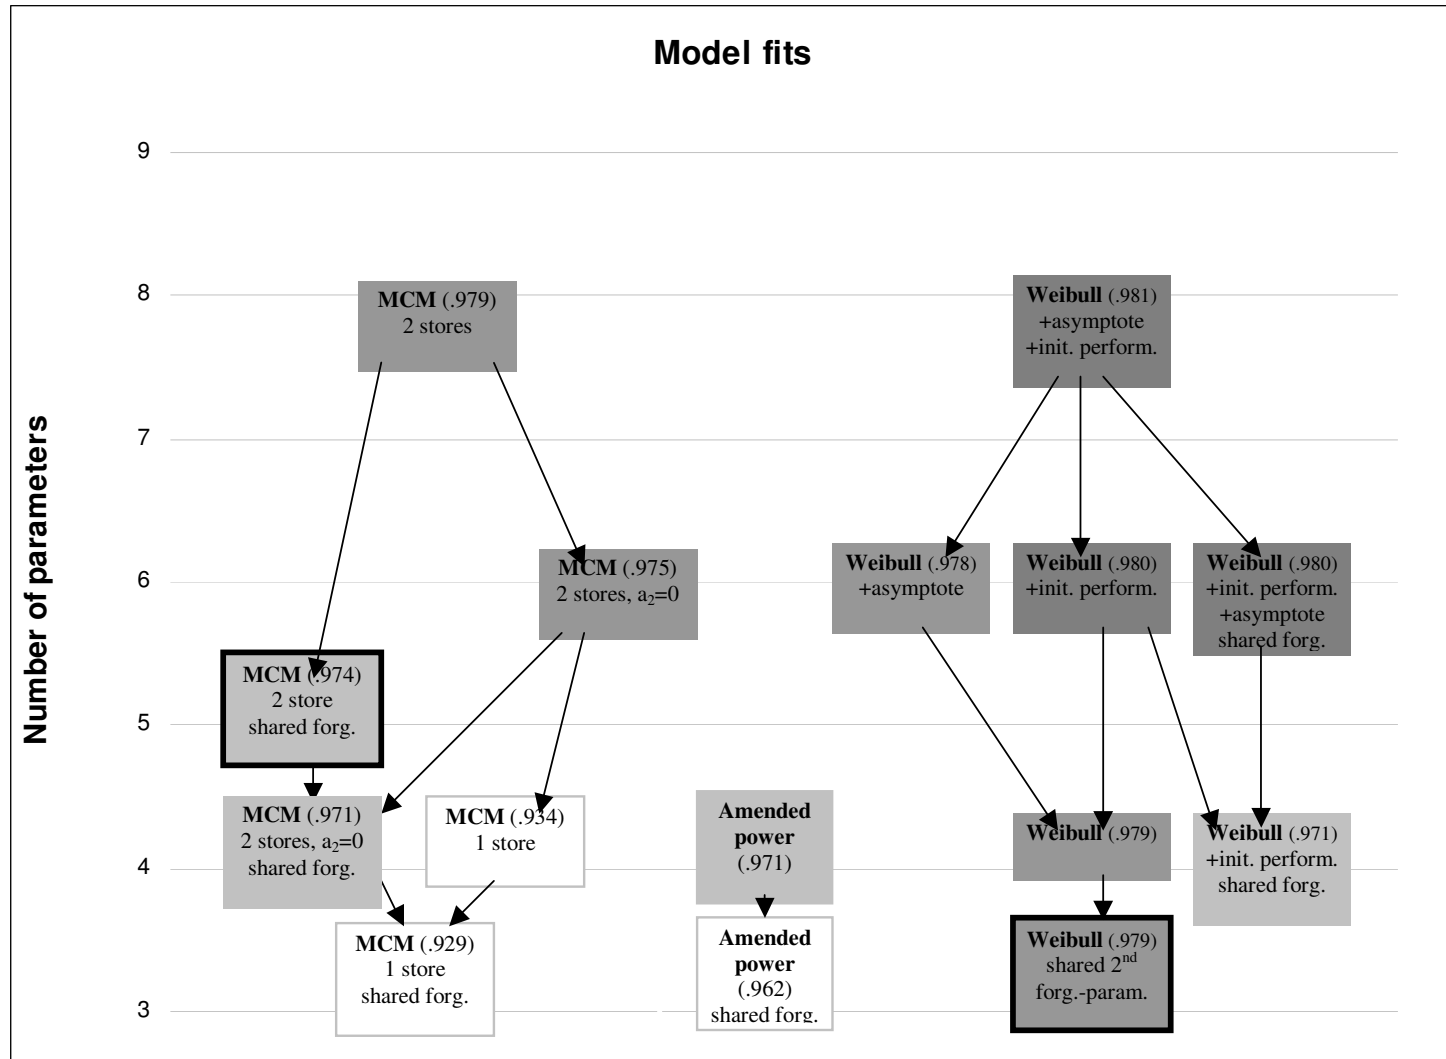 Model fits
Number of parameters
9
8
7
6
5
4
3
MCM (.979)
2 stores
Weibull (.981)
+asymptote
+init. perform.
MCM (.975)
2 stores, a₂=0
Weibull (.978)
+asymptote
Weibull (.980)
+init. perform.
Weibull (.980)
+init. perform.
+asymptote
shared forg.
MCM (.974)
2 store
shared forg.
MCM (.971)
2 stores, a₂=0
shared forg.
MCM (.934)
1 store
Amended
power
(.971)
Weibull (.979)
Weibull (.971)
+init. perform.
shared forg.
MCM (.929)
1 store
shared forg.
Amended
power
(.962)
shared forg.
Weibull (.979)
shared 2nd
forg.-param.